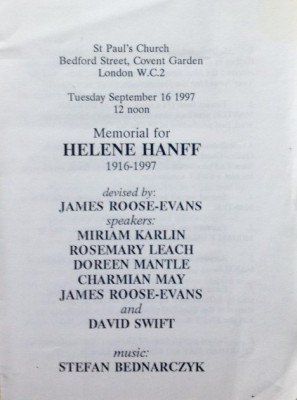 St Paul's Church
Bedford Street, Covent Garden
London W.C.2
Tuesday September 16 1997
12 noon
Memorial for
HELENE HANFF
1916-1997
devised by:
JAMES ROOSE-EVANS
speakers:
MIRIAM KARLIN
ROSEMARY LEACH
DOREEN MANTLE
CHARMIAN MAY
JAMES ROOSE-EVANS
and
DAVID SWIFT
music:
STEFAN BEDNARCZYK